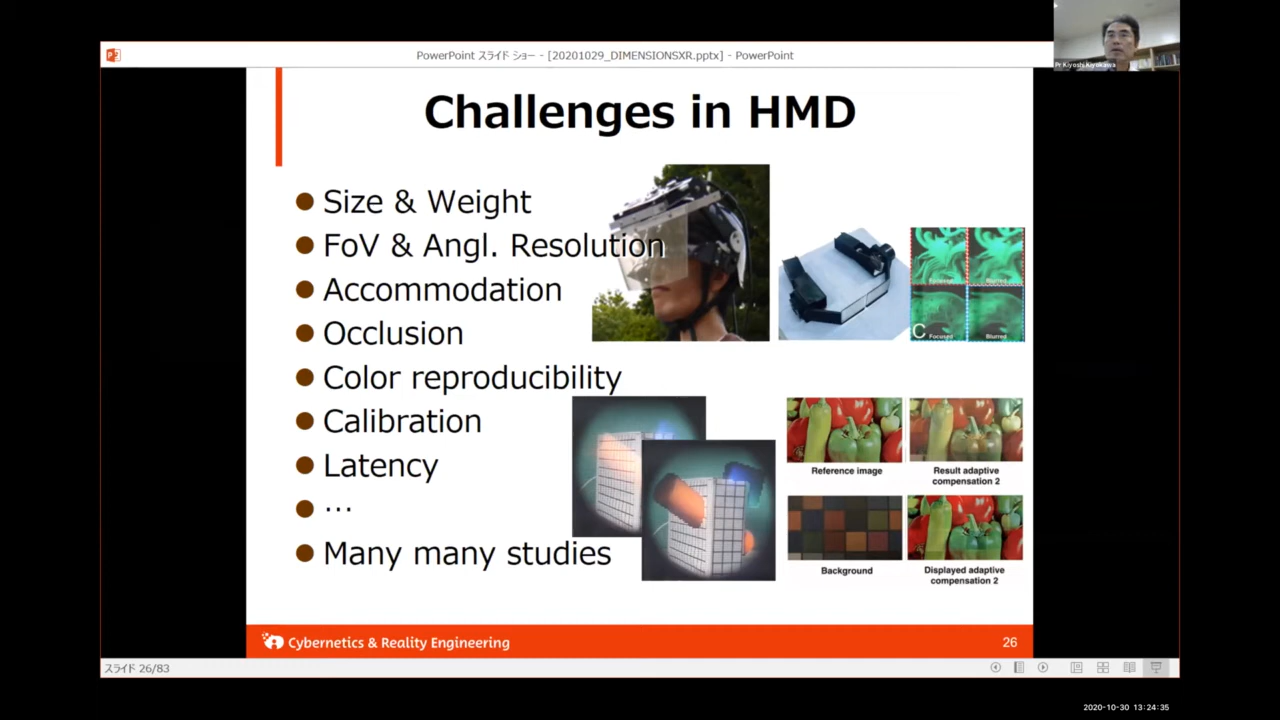 PowerPoint スライド ショー - [20201029_DIMENSIONSXR.pptx] - PowerPoint
Pr Kiyoshi Kiyokawa
Challenges in HMD
Size & Weight
FoV & Angl. Resolution
Accommodation
Occlusion
Color reproducibility
Calibration
Latency
…
Many many studies
C
Focused
Blurred
Reference image
Result adaptive
compensation 2
Background
Displayed adaptive
compensation 2
Cybernetics & Reality Engineering
26
スライド 26/83
2020-10-30 13:24:35